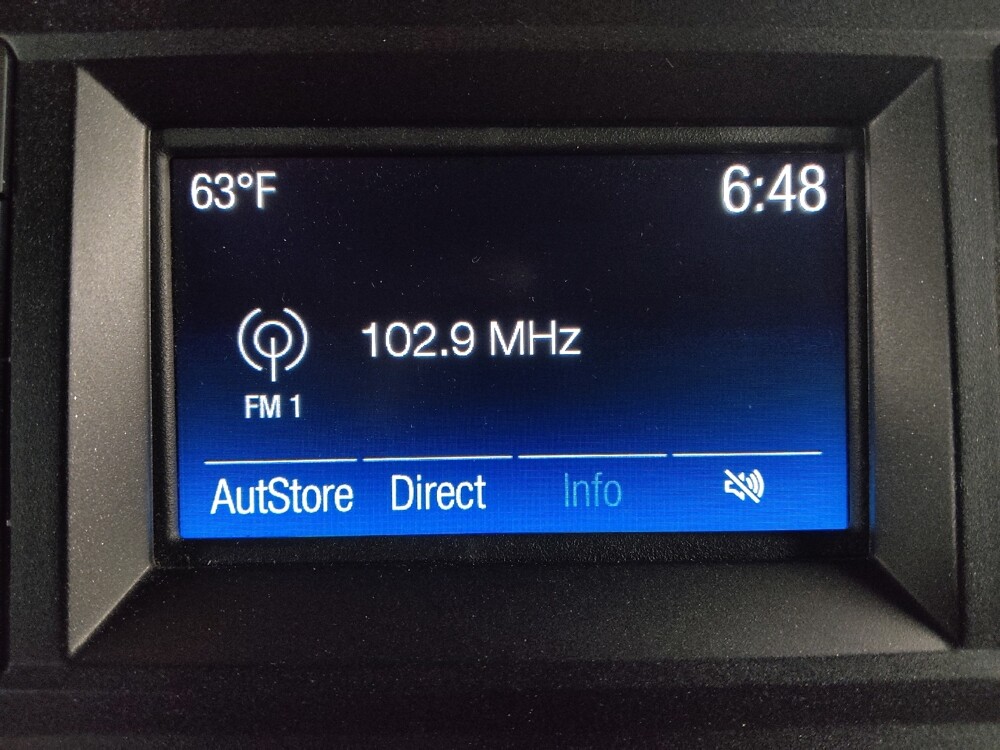 63°F 6:48
102.9 MHz
FM 1
AutStore Direct Info